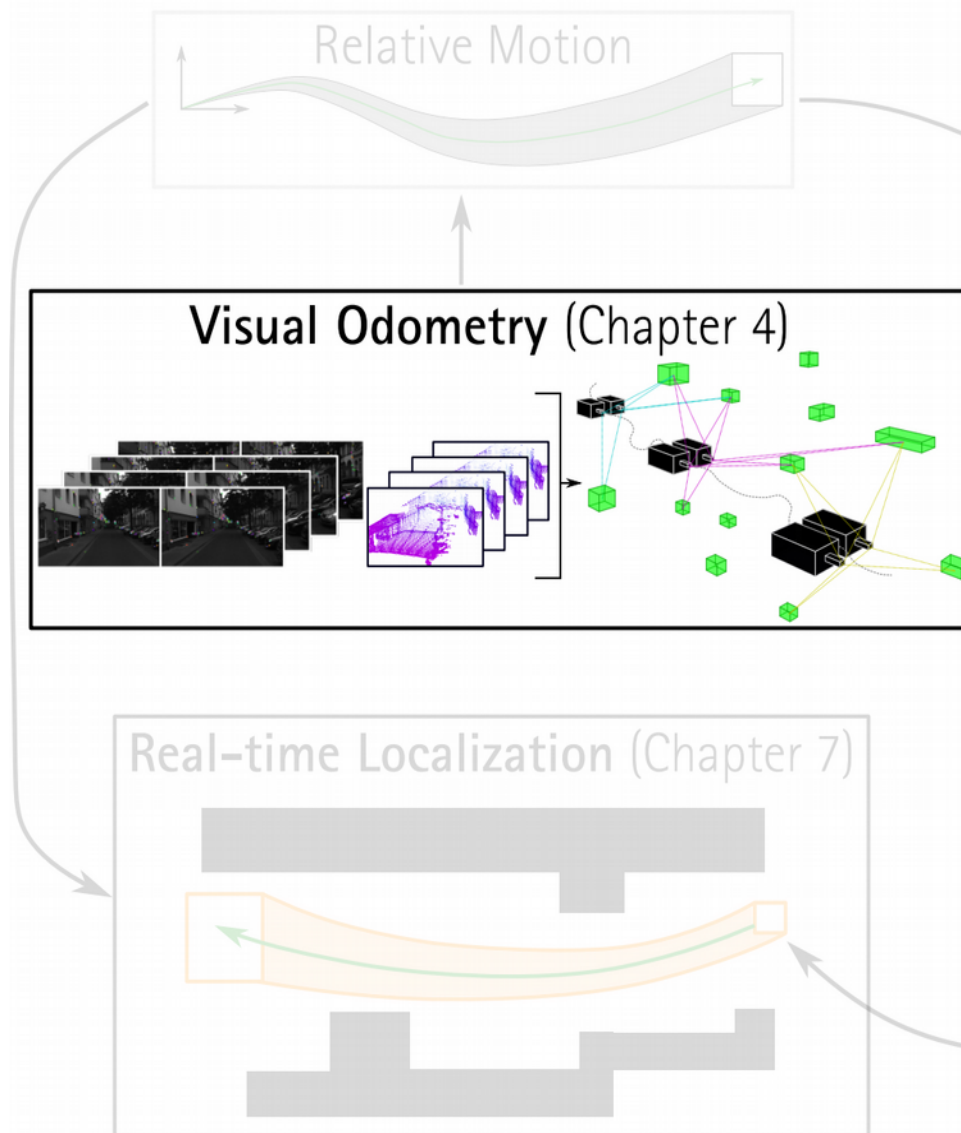 Relative Motion
Visual Odometry (Chapter 4)
Real-time Localization (Chapter 7)